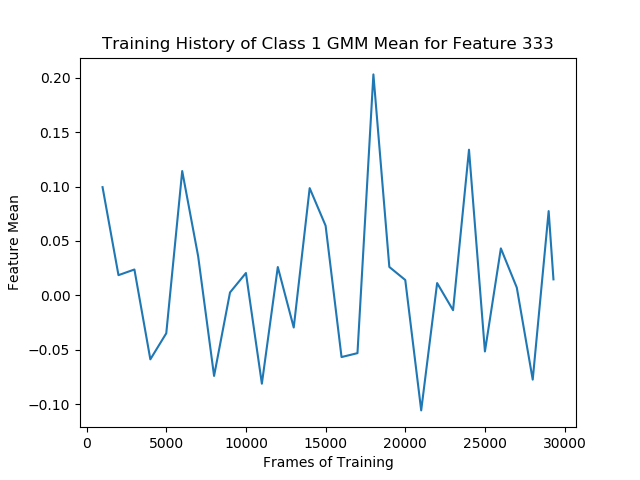 Training History of Class 1 GMM Mean for Feature 333
0.20
0.15
0.10
0.05
0.00
−0.05
−0.10
Feature Mean
0 5000 10000 15000 20000 25000 30000
Frames of Training